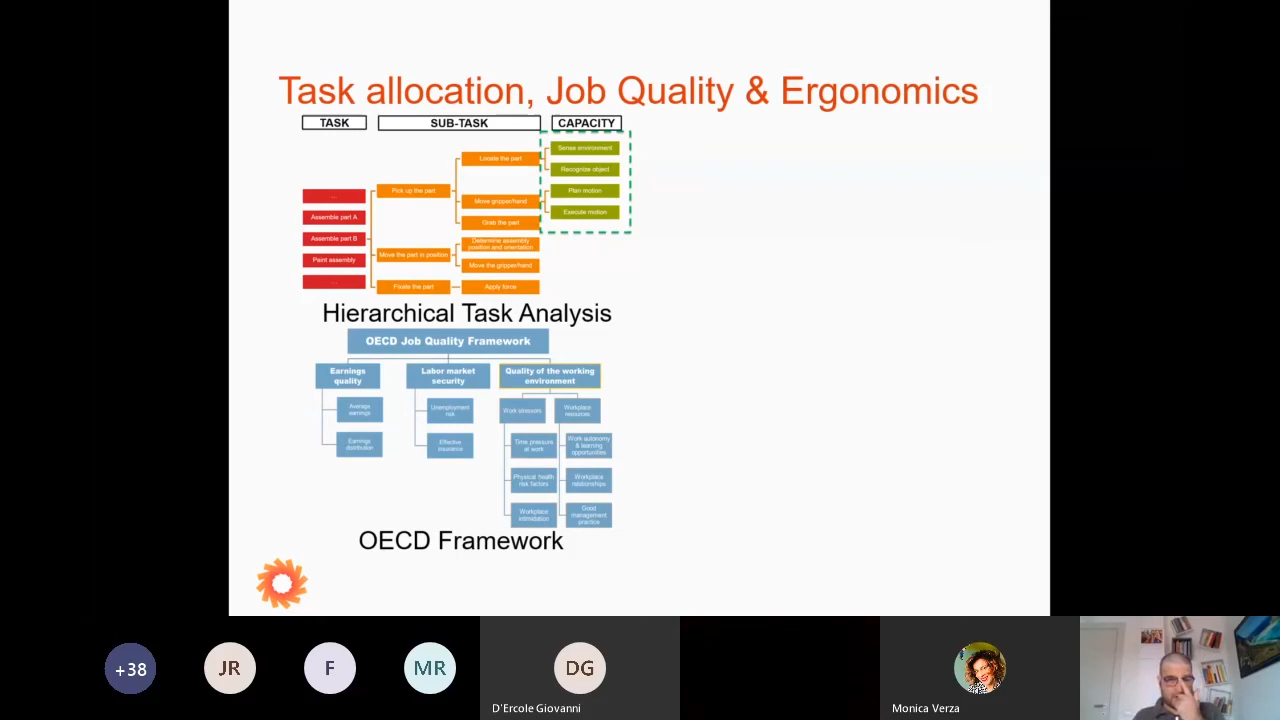 Task allocation, Job Quality & Ergonomics
TASK
SUB-TASK
CAPACITY
Sense environment
Locate the part
Recognize object
Pick up the part
Plan motion
...
Move gripper/hand
Execute motion
Assemble part A
Grab the part
Assemble part B
Determine assembly
position and orientation
Move the part in position
Paint assembly
Move the gripper/hand
...
Fixate the part
Apply force
Hierarchical Task Analysis
OECD Job Quality Framework
Earnings
quality
Labor market
security
Quality of the working
environment
Average
earnings
Unemployment
risk
Work stressors
Workplace
resources
Earnings
distribution
Effective
insurance
Time pressure
at work
Work autonomy
& learning
opportunities
Physical health
risk factors
Workplace
relationships
Workplace
intimidation
Good
management
practice
OECD Framework
+38
JR
F
MR
DG
D'Ercole Giovanni
Monica Verza